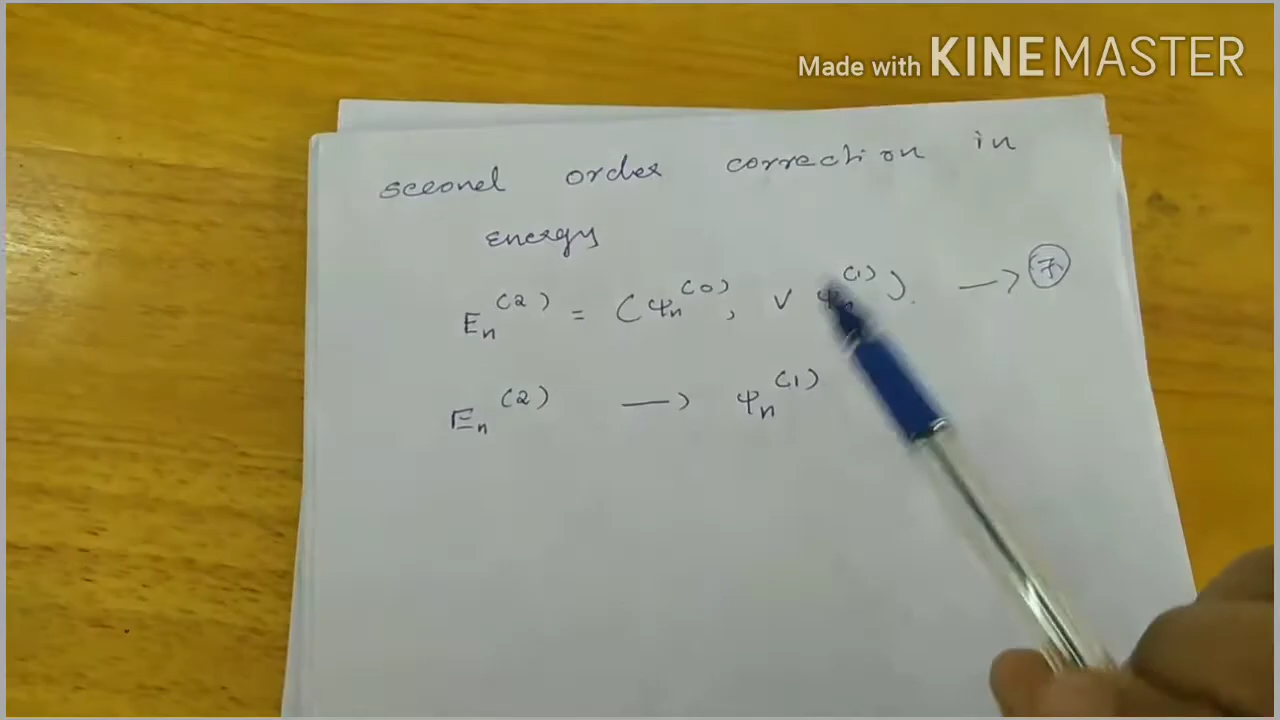 Made with KINEMASTER
second order correction in
energy
En^(2) = (Ψn^(0), V Ψn^(1)). → (7)
En^(2) → Ψn^(1)